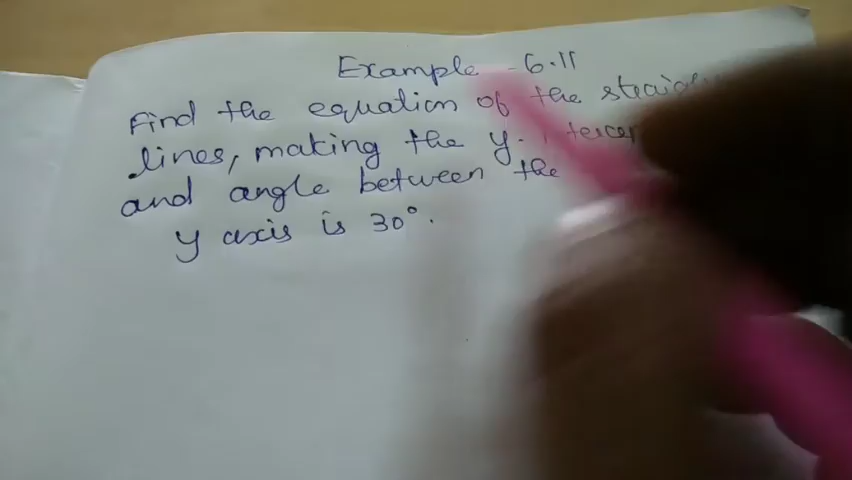 Example - 6.11
Find the equation of the
lines, making the y-
and angle between the
y axis is 30°.